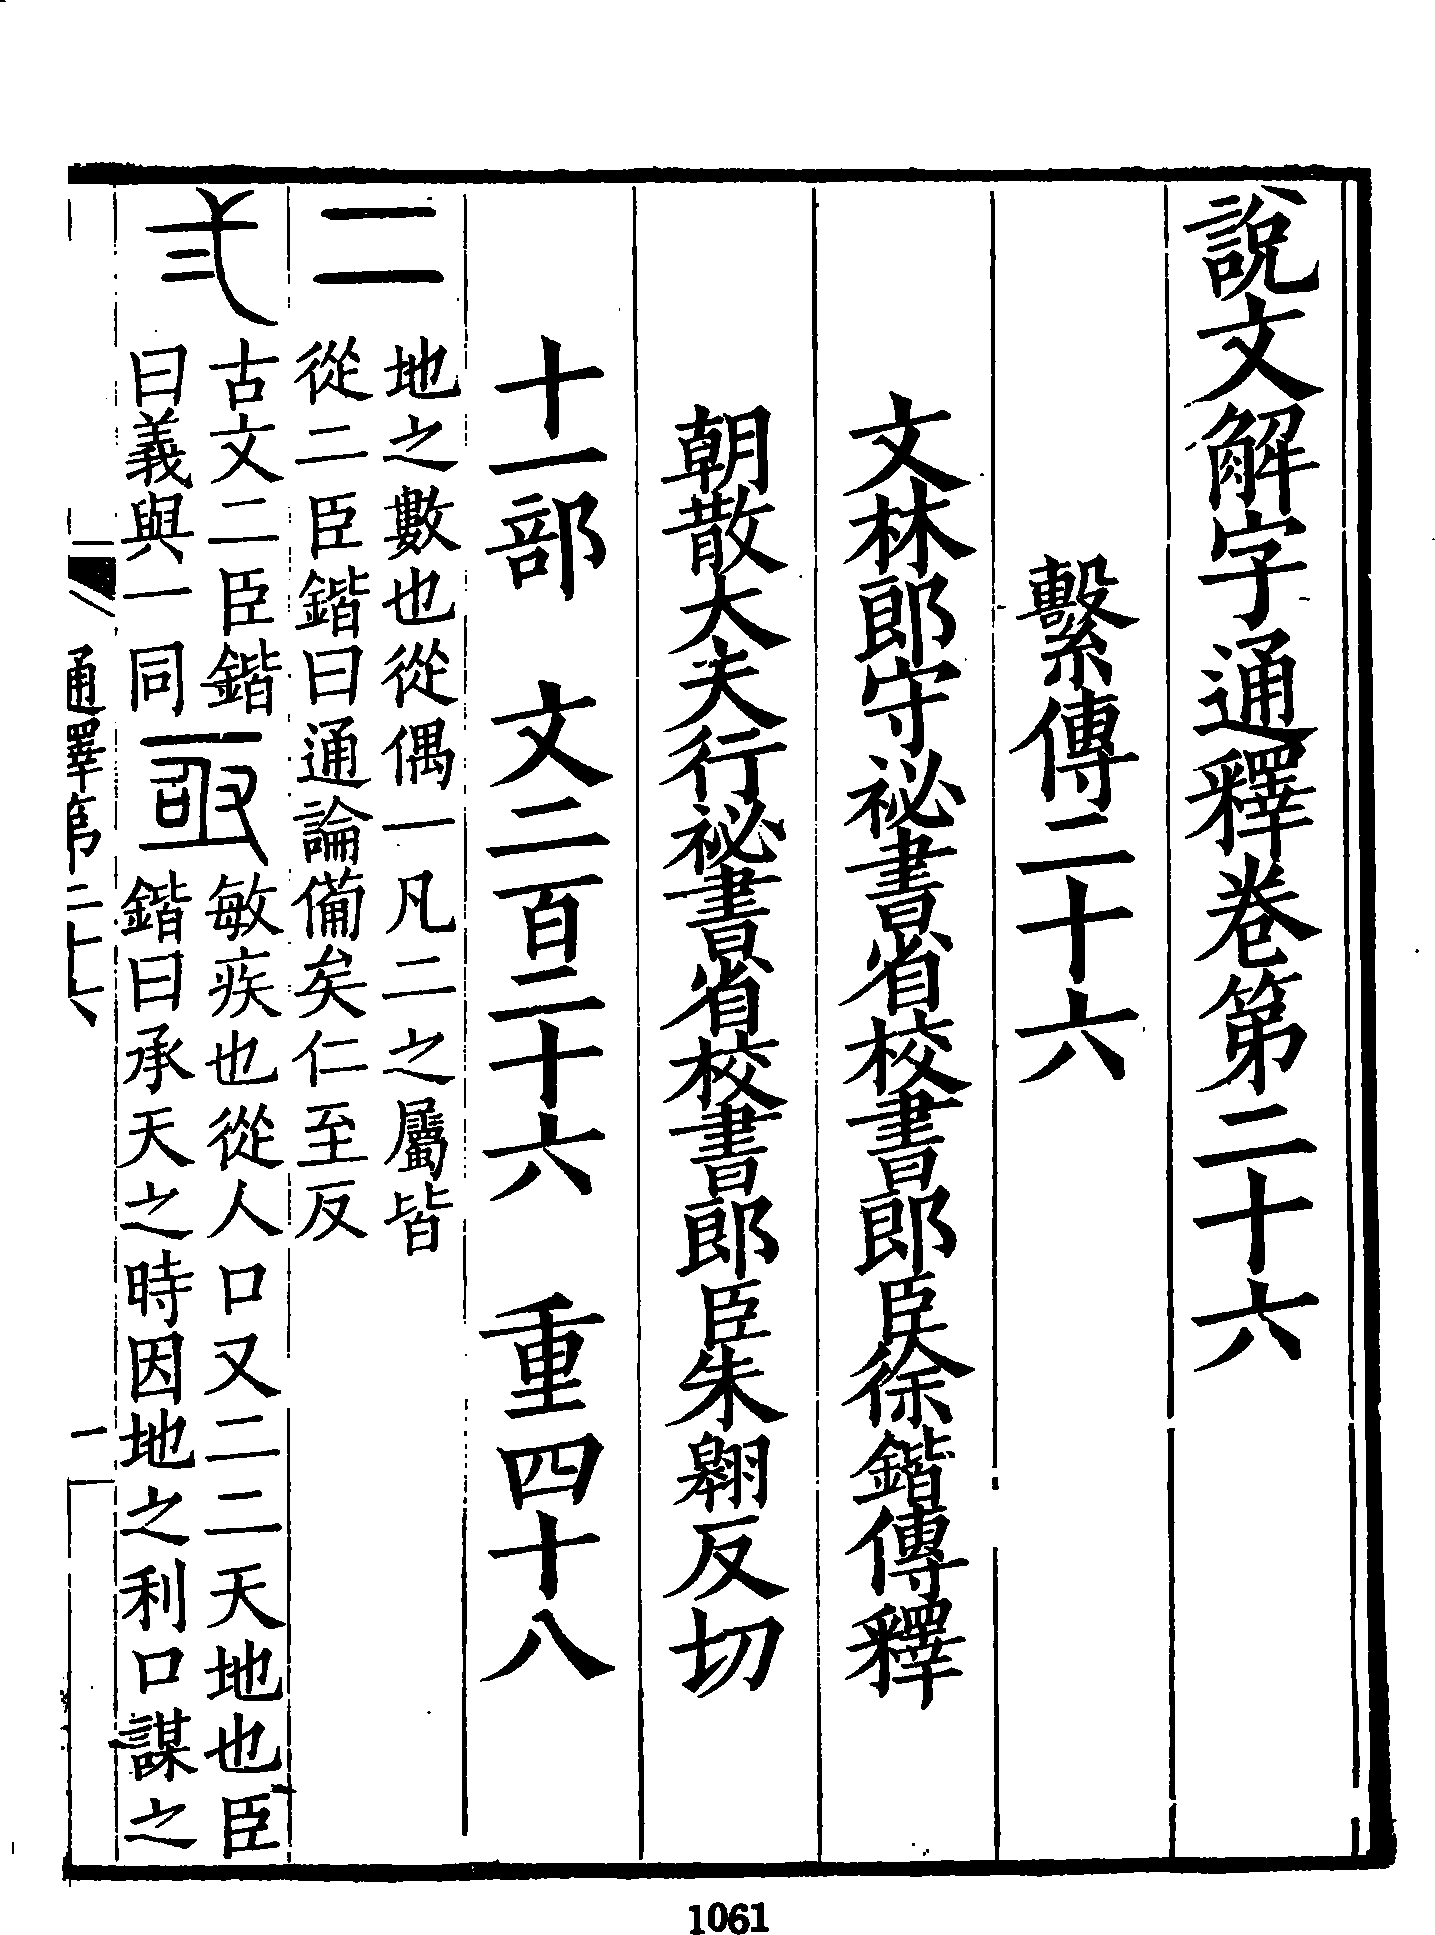 說文解字通釋卷第二十六
繫傳二十六
文林郎守祕書省校書郎臣徐鍇傳釋
朝散大夫行祕書省校書郎臣朱翱反切
十一部　文二百二十六　重四十八
二
地之數也從偶一凡二之屬皆
從二臣鍇曰通論備矣仁至反
弍
古文二臣鍇
曰義與一同
亟
敏疾也從人口又二二天地也臣
鍇曰承天之時因地之利口謀之
通釋第二十六
一
1061